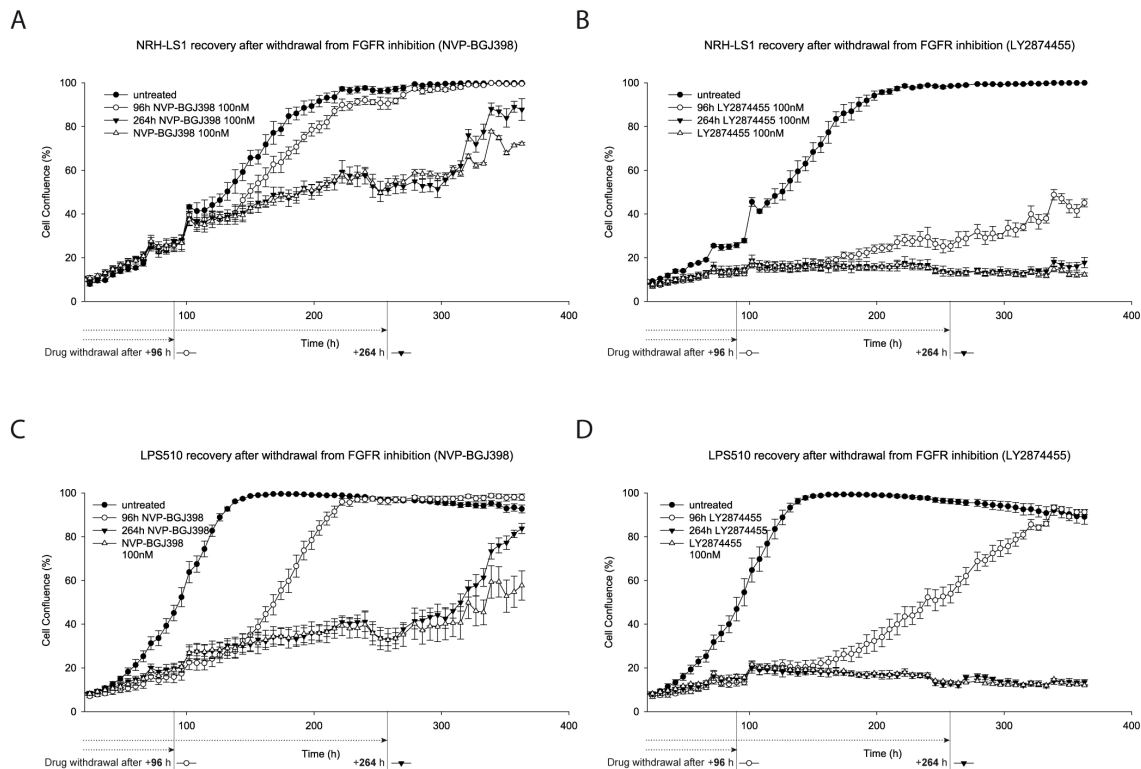 A
NRH-LS1 recovery after withdrawal from FGFR inhibition (NVP-BGJ398)
Cell Confluence (%)
100
80
60
40
20
0
untreated
96h NVP-BGJ398 100nM
264h NVP-BGJ398 100nM
NVP-BGJ398 100nM
100
200
300
400
Time (h)
Drug withdrawal after +96 h
+264 h
B
NRH-LS1 recovery after withdrawal from FGFR inhibition (LY2874455)
Cell Confluence (%)
100
80
60
40
20
0
untreated
96h LY2874455 100nM
264h LY2874455 100nM
LY2874455 100nM
100
200
300
400
Time (h)
Drug withdrawal after +96 h
+264 h
C
LPS510 recovery after withdrawal from FGFR inhibition (NVP-BGJ398)
Cell Confluence (%)
100
80
60
40
20
0
untreated
96h NVP-BGJ398
264h NVP-BGJ398
NVP-BGJ398
100nM
100
200
300
400
Time (h)
Drug withdrawal after +96 h
+264 h
D
LPS510 recovery after withdrawal from FGFR inhibition (LY2874455)
Cell Confluence (%)
100
80
60
40
20
0
untreated
96h LY2874455
264h LY2874455
LY2874455
100nM
100
200
300
400
Time (h)
Drug withdrawal after +96 h
+264 h